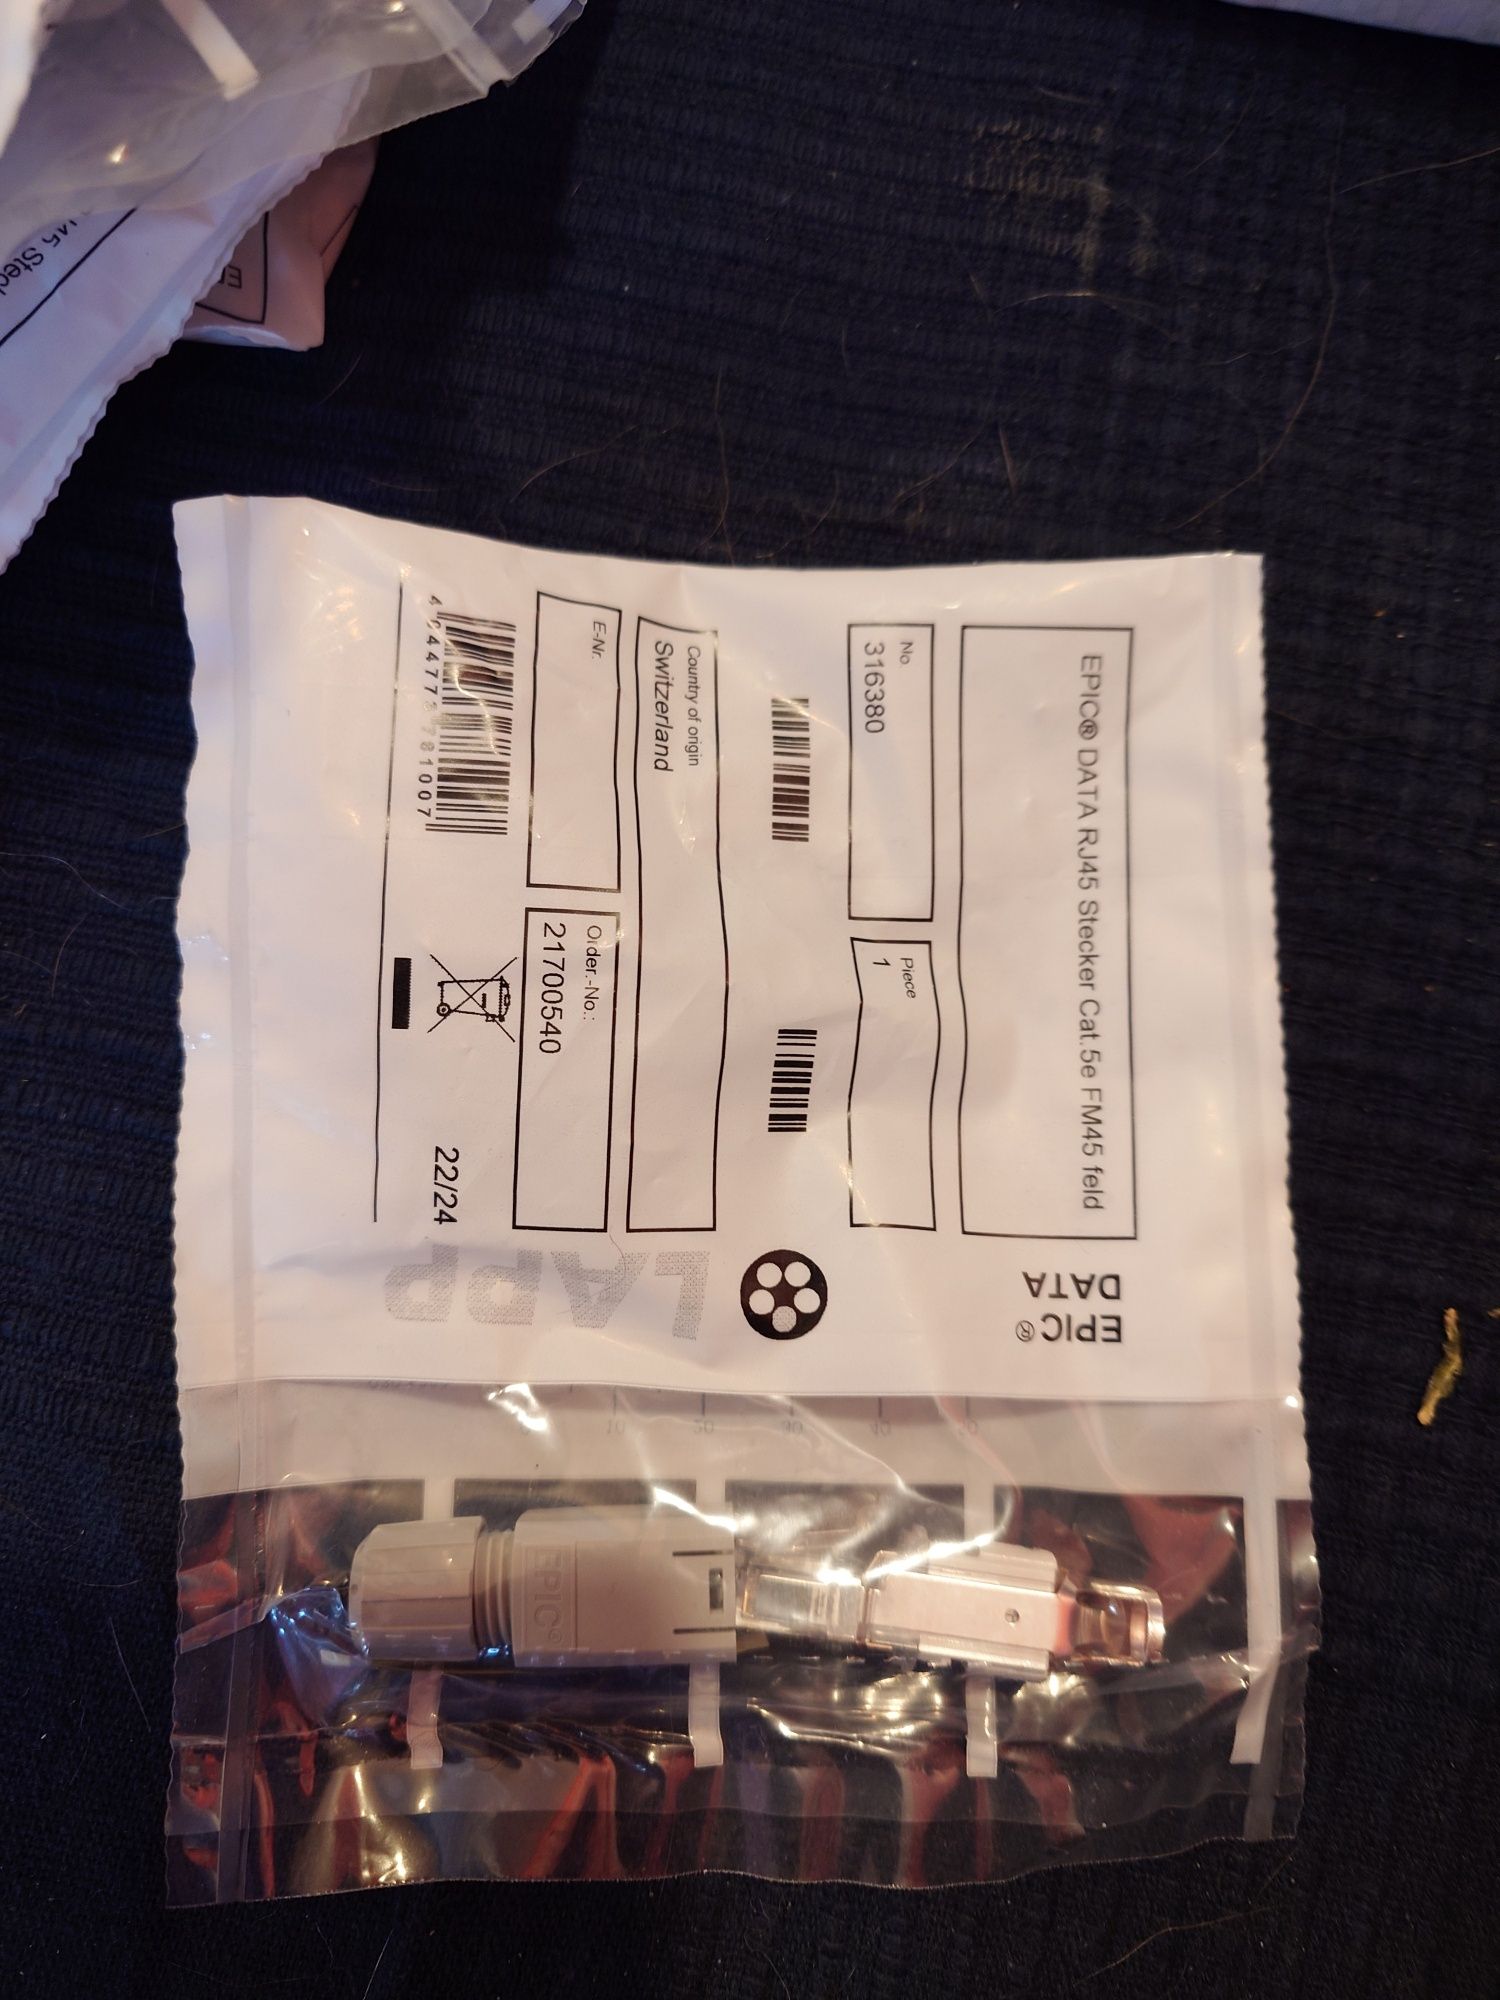 EPIC® DATA RJ45 Stecker Cat.5e FM45 feld
No.
316380
Piece
1
Country of origin
Switzerland
E-Nr.
Order.-No.:
21700540
22/24
LAPP
EPIC®
DATA
EPIC®